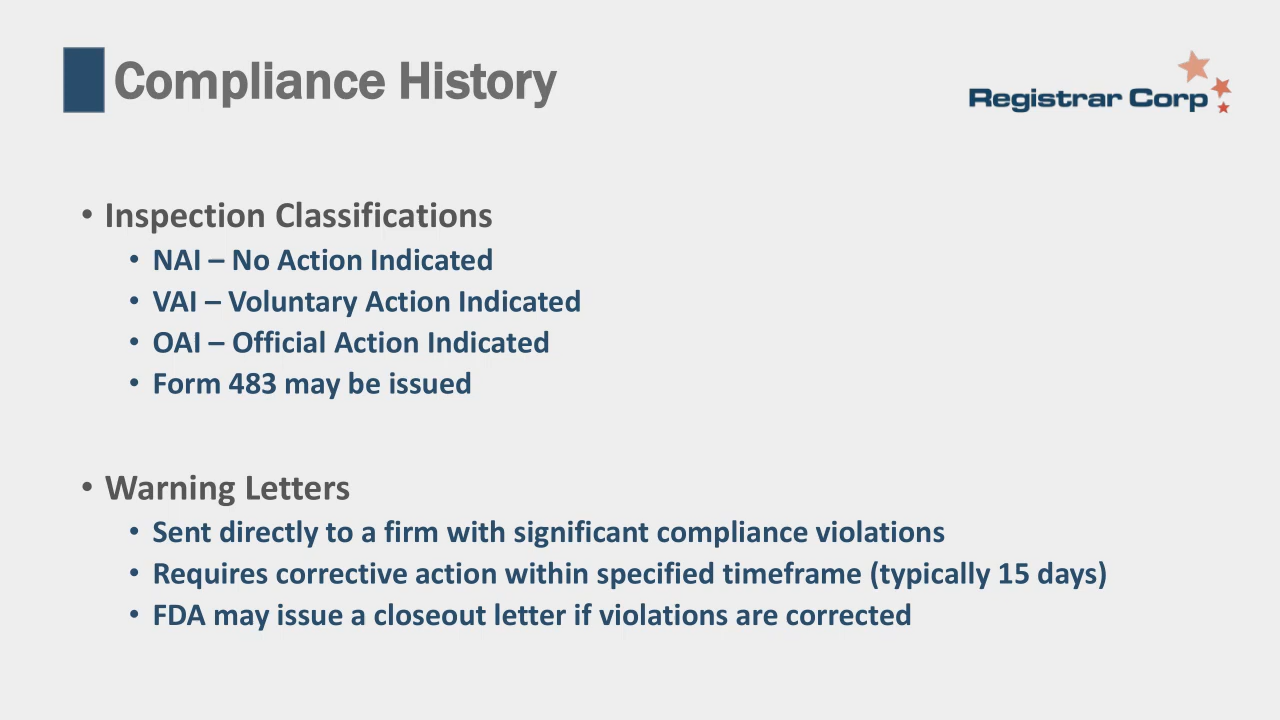 Compliance History
Registrar Corp
• Inspection Classifications
• NAI – No Action Indicated
• VAI – Voluntary Action Indicated
• OAI – Official Action Indicated
• Form 483 may be issued
• Warning Letters
• Sent directly to a firm with significant compliance violations
• Requires corrective action within specified timeframe (typically 15 days)
• FDA may issue a closeout letter if violations are corrected